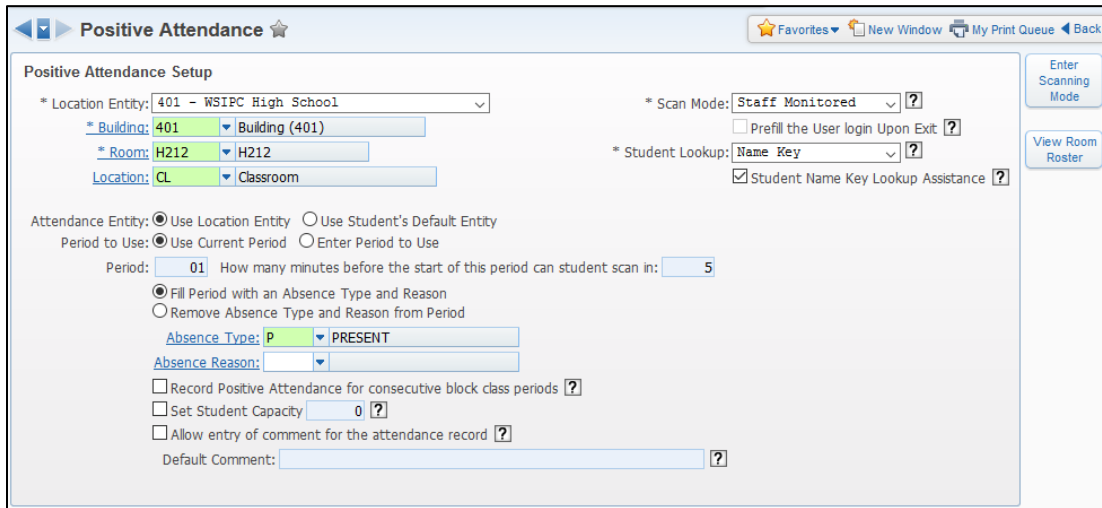 Positive Attendance
Favorites New Window My Print Queue Back
Positive Attendance Setup
* Location Entity: 401 - WSIPC High School
* Scan Mode: Staff Monitored ?
* Building: 401 Building (401)
Prefill the User login Upon Exit ?
* Room: H212 H212
* Student Lookup: Name Key ?
Location: CL Classroom
Student Name Key Lookup Assistance ?
Enter
Scanning
Mode
View Room
Roster
Attendance Entity: Use Location Entity Use Student's Default Entity
Period to Use: Use Current Period Enter Period to Use
Period: 01 How many minutes before the start of this period can student scan in: 5
Fill Period with an Absence Type and Reason
Remove Absence Type and Reason from Period
Absence Type: P PRESENT
Absence Reason:
Record Positive Attendance for consecutive block class periods ?
Set Student Capacity 0 ?
Allow entry of comment for the attendance record ?
Default Comment: ?